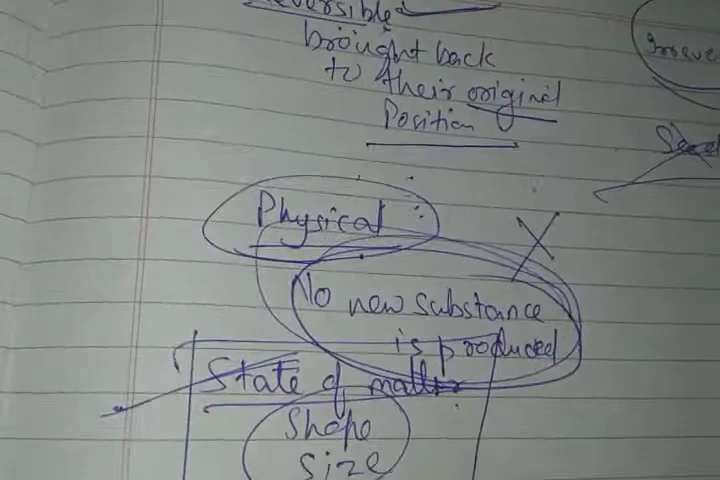 Reversible
brought back
to their original
Position
Physical :
No new substance
is produced
State of matter
Shape
Size